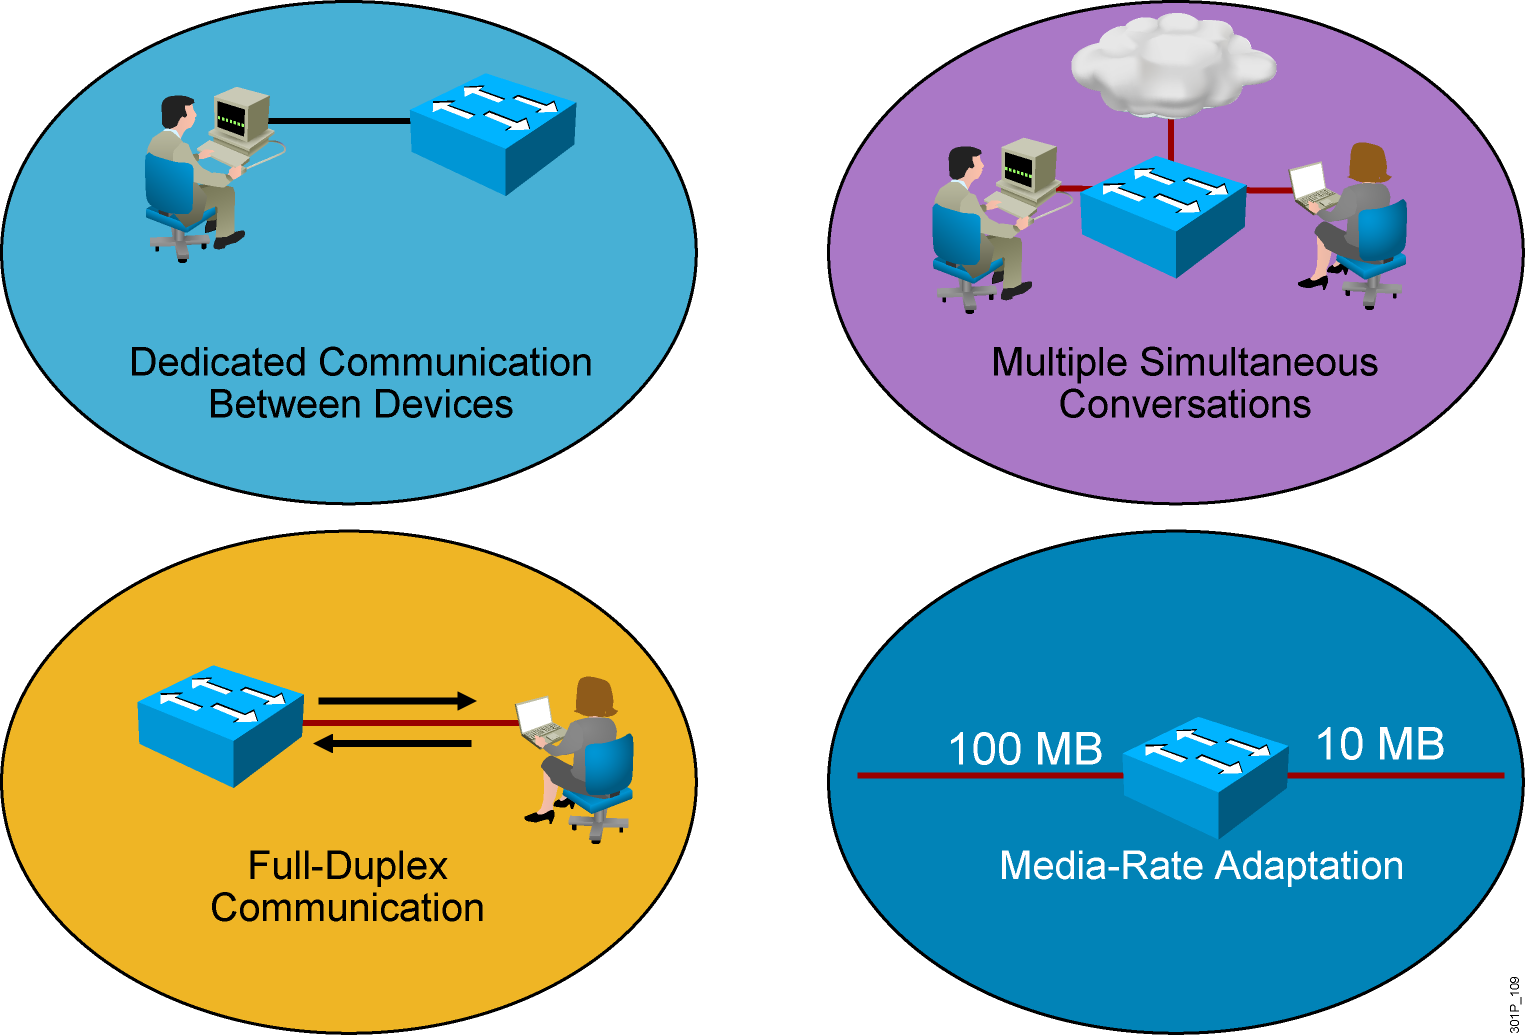 Dedicated Communication
Between Devices
Multiple Simultaneous
Conversations
Full-Duplex
Communication
100 MB
10 MB
Media-Rate Adaptation
301P_109